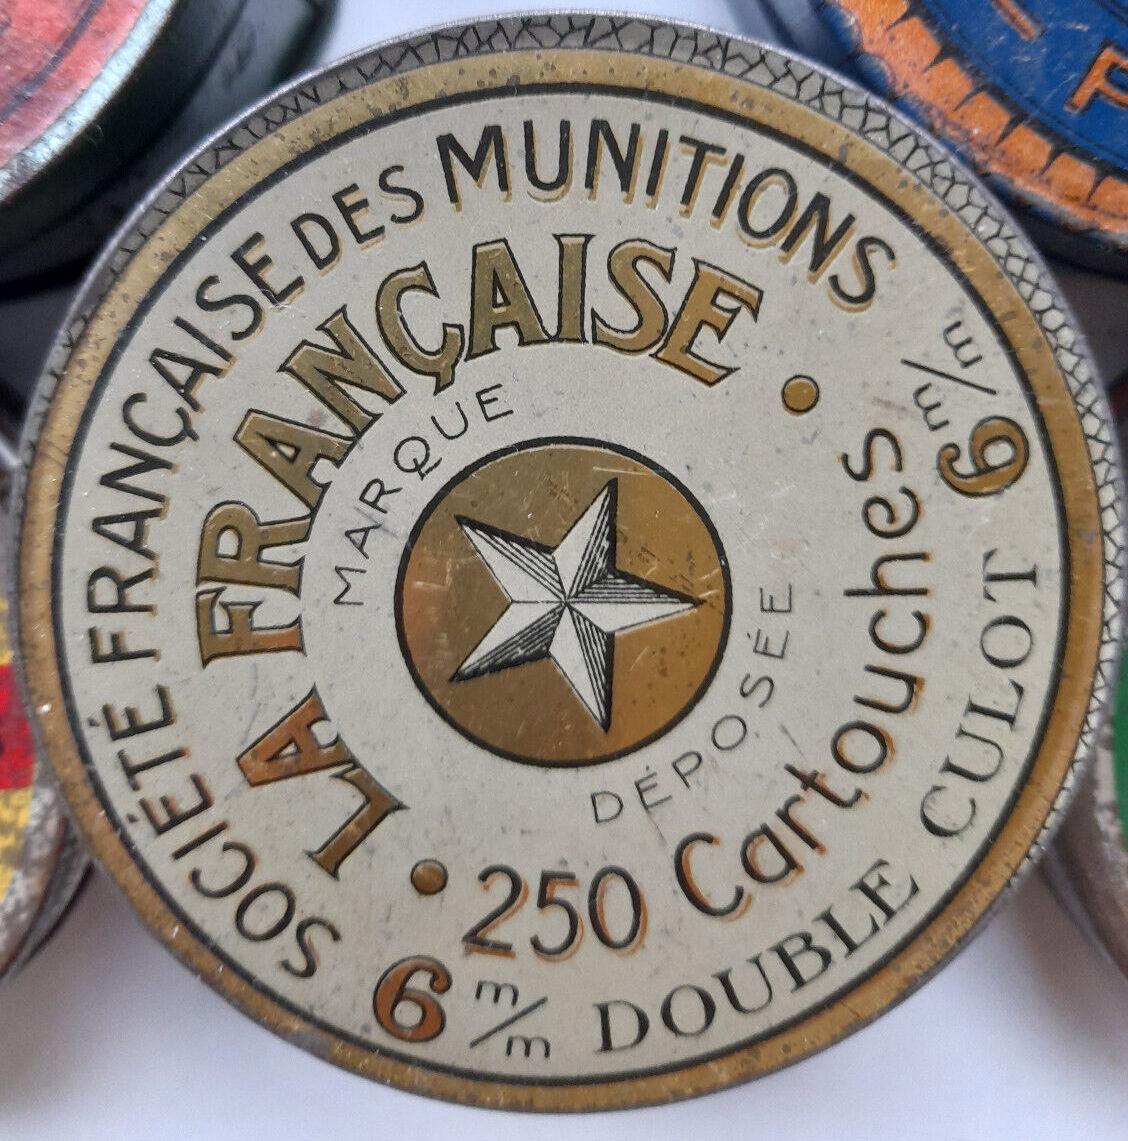 SOCIÉTÉ FRANÇAISE DES MUNITIONS
LA FRANÇAISE
MARQUE
DÉPOSÉE
250 Cartouches
6 m/m DOUBLE CULOT 6 m/m